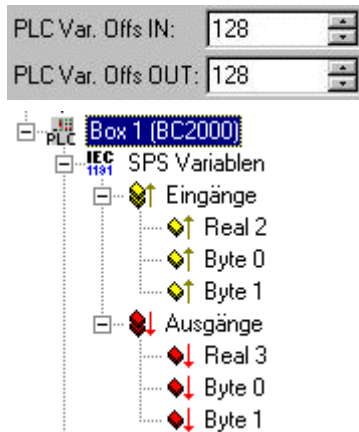 PLC Var. Offs IN: 128
PLC Var. Offs OUT: 128
PLC Box 1 (BC2000)
IEC 1131 SPS Variablen
Eingänge
Real 2
Byte 0
Byte 1
Ausgänge
Real 3
Byte 0
Byte 1